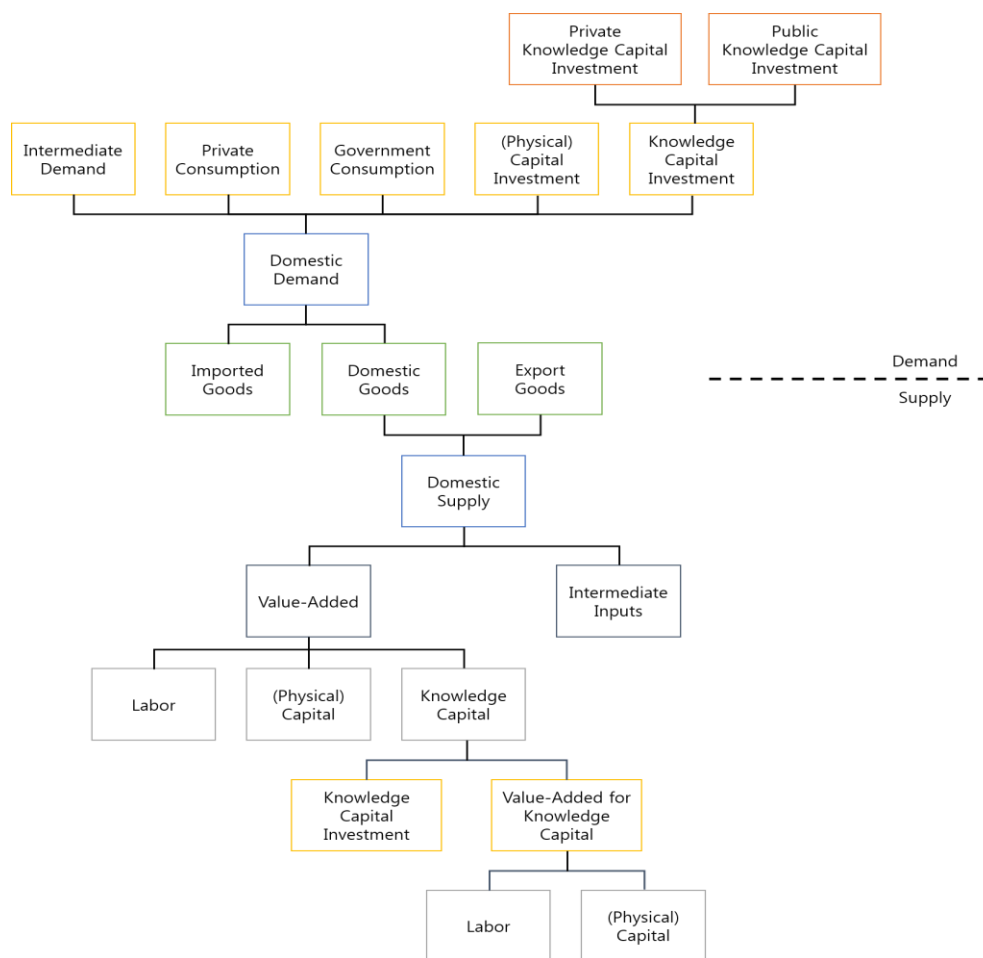 Private
Knowledge Capital
Investment
Public
Knowledge Capital
Investment
Intermediate
Demand
Private
Consumption
Government
Consumption
(Physical)
Capital
Investment
Knowledge
Capital
Investment
Domestic
Demand
Imported
Goods
Domestic
Goods
Export
Goods
Demand
Supply
Domestic
Supply
Value-Added
Intermediate
Inputs
Labor
(Physical)
Capital
Knowledge
Capital
Knowledge
Capital
Investment
Value-Added for
Knowledge
Capital
Labor
(Physical)
Capital